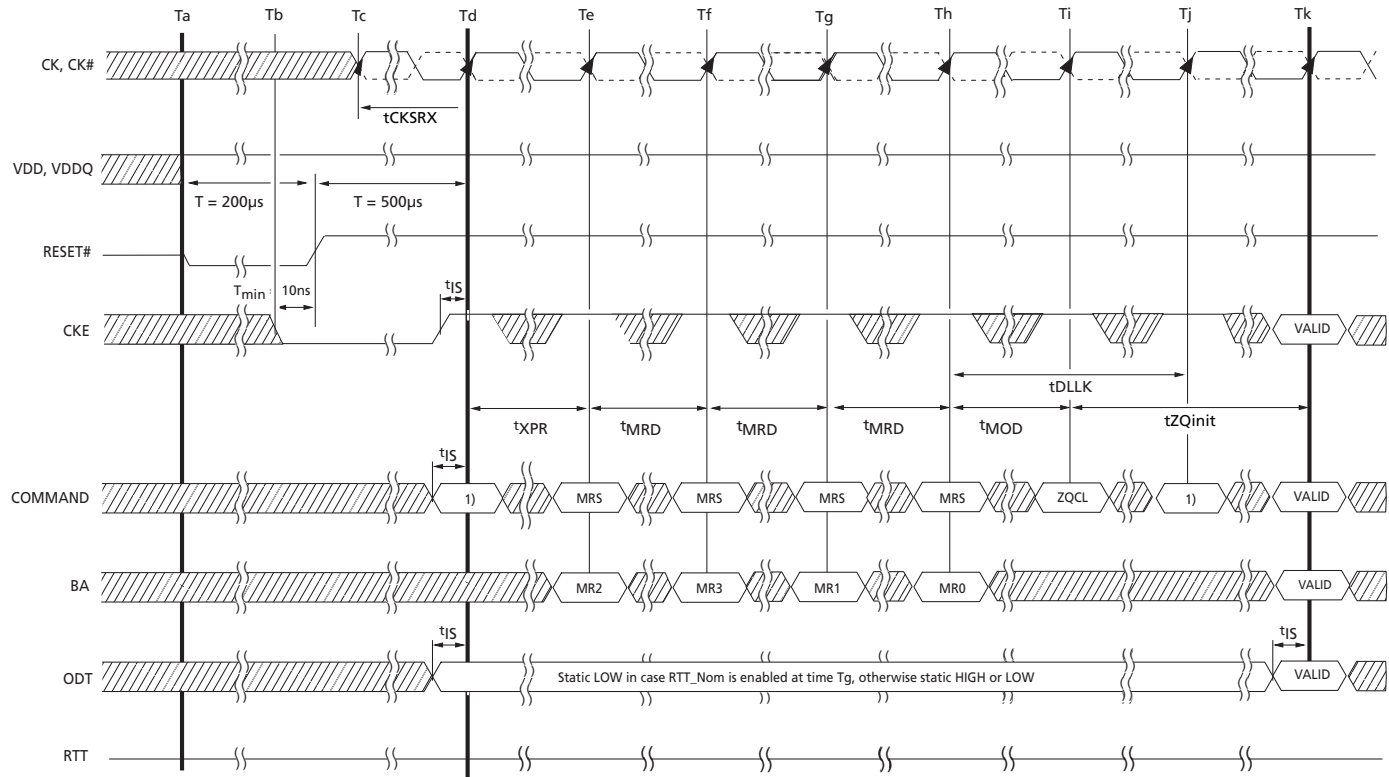 Ta Tb Tc Td Te Tf Tg Th Ti Tj Tk
CK, CK#
tCKSRX
VDD, VDDQ
T = 200µs T = 500µs
RESET#
Tmin 10ns tIS
CKE VALID
tDLLK
tXPR tMRD tMRD tMRD tMOD tZQinit
tIS
COMMAND 1) MRS MRS MRS MRS ZQCL 1) VALID
BA MR2 MR3 MR1 MR0 VALID
tIS tIS
ODT Static LOW in case RTT_Nom is enabled at time Tg, otherwise static HIGH or LOW VALID
RTT